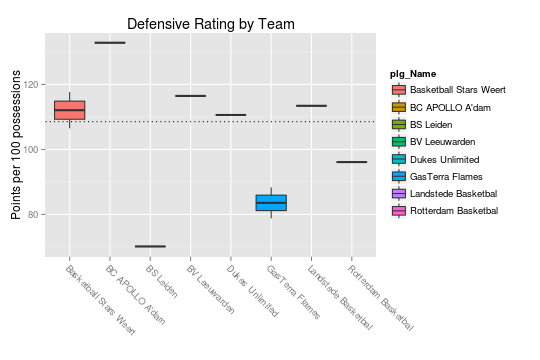 Defensive Rating by Team
Points per 100 possessions
120
100
80
Basketball Stars Weert
BC APOLLO A'dam
BS Leiden
BV Leeuwarden
Dukes Unlimited
GasTerra Flames
Landstede Basketbal
Rotterdam Basketbal
plg_Name
Basketball Stars Weert
BC APOLLO A'dam
BS Leiden
BV Leeuwarden
Dukes Unlimited
GasTerra Flames
Landstede Basketbal
Rotterdam Basketbal